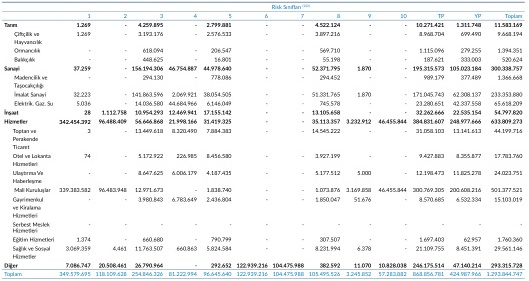 Risk Sınıfları
1 2 3 4 5 6 7 8 9 10 TP YP Toplam
Tarım 1.269 - 4.259.895 - 2.799.881 - - 4.522.124 - - 10.271.421 1.311.748 11.583.169
Çiftçilik ve Hayvancılık 1.269 - 3.193.176 - 2.576.533 - - 3.897.216 - - 8.968.704 699.490 9.668.194
Ormancılık - - 618.094 - 206.547 - - 569.710 - - 1.115.096 279.255 1.394.351
Balıkçılık - - 448.625 - 16.801 - - 55.198 - - 187.621 333.003 520.624
Sanayi 37.259 - 156.194.306 46.754.887 44.978.640 - - 52.371.795 1.870 - 195.315.573 105.023.184 300.338.757
Madencilik ve Taşocakçılığı - - 294.130 - 778.086 - - 294.452 - - 989.179 377.489 1.366.668
İmalat Sanayi 32.223 - 141.863.596 2.069.921 38.054.505 - - 51.331.765 1.870 - 171.045.743 62.308.137 233.353.880
Elektrik. Gaz. Su 5.036 - 14.036.580 44.684.966 6.146.049 - - 745.578 - - 23.280.651 42.337.558 65.618.209
İnşaat 28 1.112.758 10.954.293 12.469.941 17.155.142 - - 13.105.658 - - 32.262.666 22.535.154 54.797.820
Hizmetler 342.454.392 96.488.409 56.646.868 21.998.166 31.419.325 - - 35.113.357 3.232.912 46.455.844 384.831.607 248.977.666 633.809.273
Toptan ve Perakende Ticaret 3 - 13.449.618 8.320.490 7.884.383 - - 14.545.222 - - 31.058.103 13.141.613 44.199.716
Otel ve Lokanta Hizmetleri 74 - 5.172.922 226.985 8.456.580 - - 3.927.199 - - 9.427.883 8.355.877 17.783.760
Ulaştırma Ve Haberleşme - - 8.647.625 6.006.179 4.187.435 - - 5.177.512 5.000 - 12.198.473 11.825.278 24.023.751
Mali Kuruluşlar 339.383.582 96.483.948 12.971.673 - 1.838.740 - - 1.073.876 3.169.858 46.455.844 300.769.305 200.608.216 501.377.521
Gayrimenkul ve Kiralama Hizmetleri - - 3.980.843 6.783.649 2.436.804 - - 1.850.047 51.676 - 8.570.685 6.532.334 15.103.019
Serbest Meslek Hizmetleri - - - - - - - - - - - - -
Eğitim Hizmetleri 1.374 - 660.680 - 790.799 - - 307.507 - - 1.697.403 62.957 1.760.360
Sağlık ve Sosyal Hizmetler 3.069.359 4.461 11.763.507 660.863 5.824.584 - - 8.231.994 6.378 - 21.109.755 8.451.391 29.561.146
Diğer 7.086.747 20.508.461 26.790.964 - 292.652 122.939.216 104.475.988 382.592 11.070 10.828.038 246.175.514 47.140.214 293.315.728
Toplam 349.579.695 118.109.628 254.846.326 81.222.994 96.645.640 122.939.216 104.475.988 105.495.526 3.245.852 57.283.882 868.856.781 424.987.966 1.293.844.747